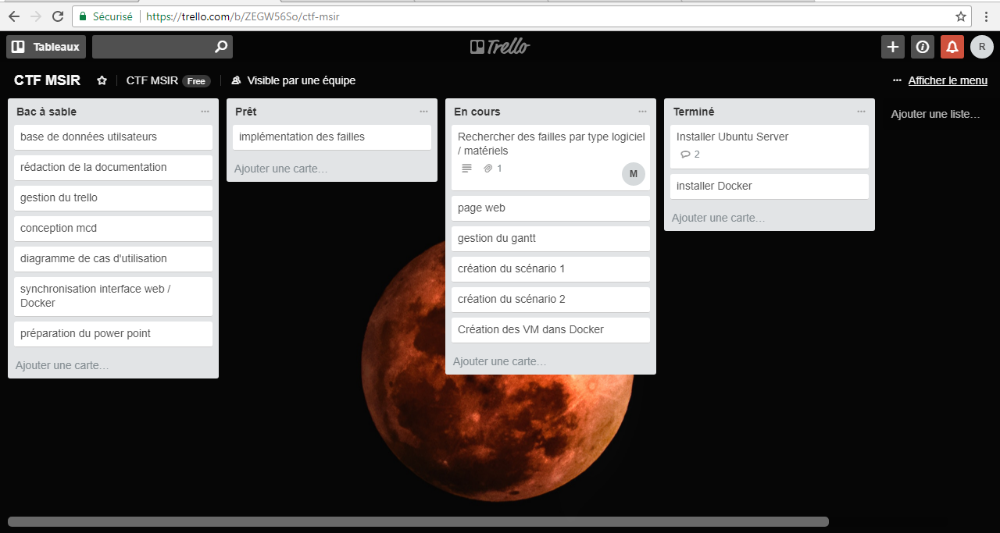 Sécurisé https://trello.com/b/ZEGW56So/ctf-msir
Tableaux
Trello
R
CTF MSIR
CTF MSIR Free
Visible par une équipe
Afficher le menu
Bac à sable
base de données utilsateurs
rédaction de la documentation
gestion du trello
conception mcd
diagramme de cas d'utilisation
synchronisation interface web /
Docker
préparation du power point
Ajouter une carte…
Prêt
implémentation des failles
Ajouter une carte…
En cours
Rechercher des failles par type logiciel
/ matériels
1
M
page web
gestion du gantt
création du scénario 1
création du scénario 2
Création des VM dans Docker
Ajouter une carte…
Terminé
Installer Ubuntu Server
2
installer Docker
Ajouter une carte…
Ajouter une liste…